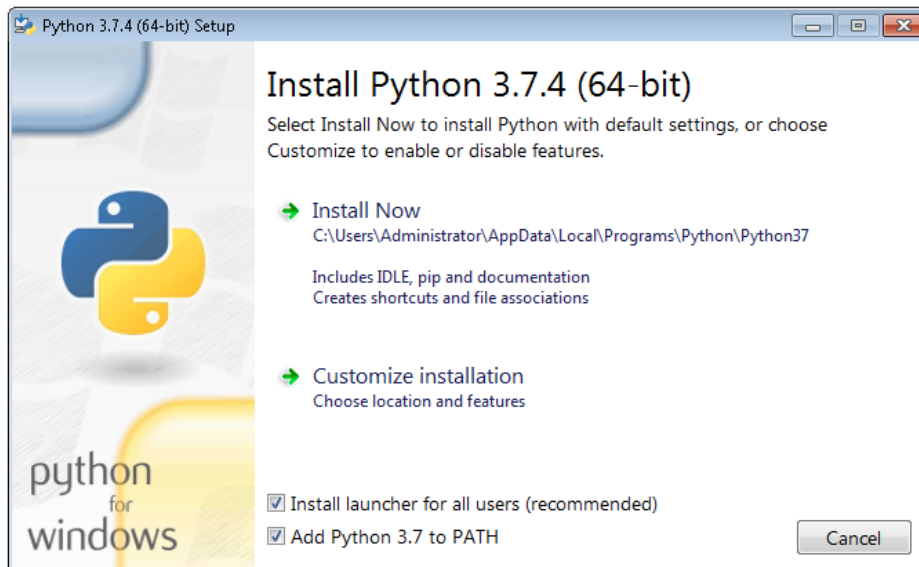 Python 3.7.4 (64-bit) Setup
Install Python 3.7.4 (64-bit)
Select Install Now to install Python with default settings, or choose
Customize to enable or disable features.
Install Now
C:\Users\Administrator\AppData\Local\Programs\Python\Python37
Includes IDLE, pip and documentation
Creates shortcuts and file associations
Customize installation
Choose location and features
python
for
windows
Install launcher for all users (recommended)
Add Python 3.7 to PATH
Cancel